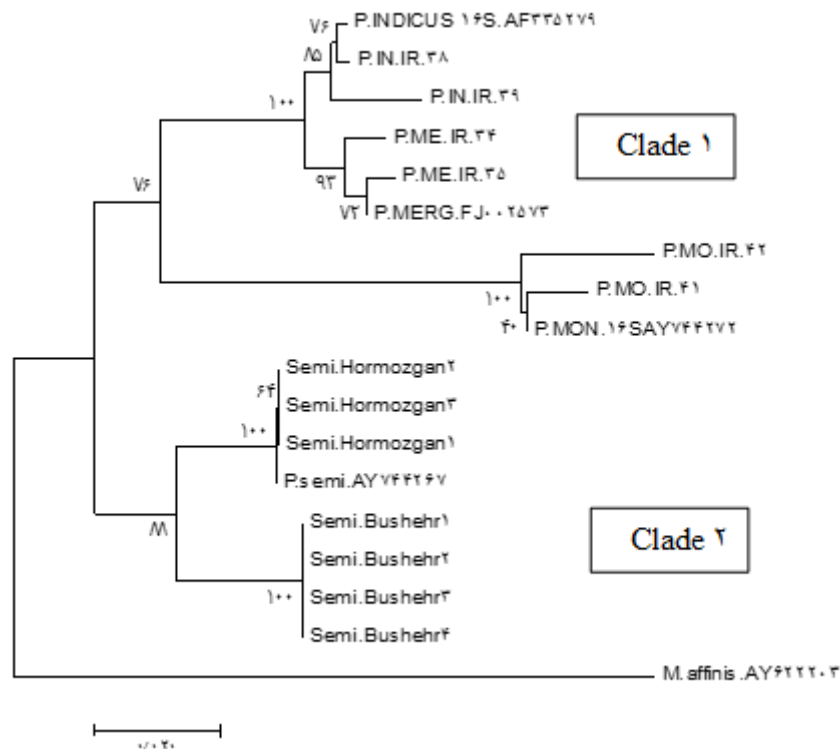 P.INDICUS ۱۶S.AF۳۳۵۲۷۹
۷۶
P.IN.IR.۳۸
۸۵
P.IN.IR.۳۹
۱۰۰
P.ME.IR.۳۴
Clade ۱
P.ME.IR.۳۵
۹۳
۷۲
P.MERG.FJ۰۰۲۵۷۳
۷۶
P.MO.IR.۴۲
P.MO.IR.۴۱
۱۰۰
۴۰
P.MON.۱۶SAY۷۴۴۲۷۲
Semi.Hormozgan۲
۶۴
Semi.Hormozgan۳
۱۰۰
Semi.Hormozgan۱
P.semi.AY۷۴۴۲۶۷
۸۸
Semi.Bushehr۱
Clade ۲
Semi.Bushehr۲
۱۰۰
Semi.Bushehr۳
Semi.Bushehr۴
M.affinis.AY۶۲۲۲۰۳
۰/۰۲۰